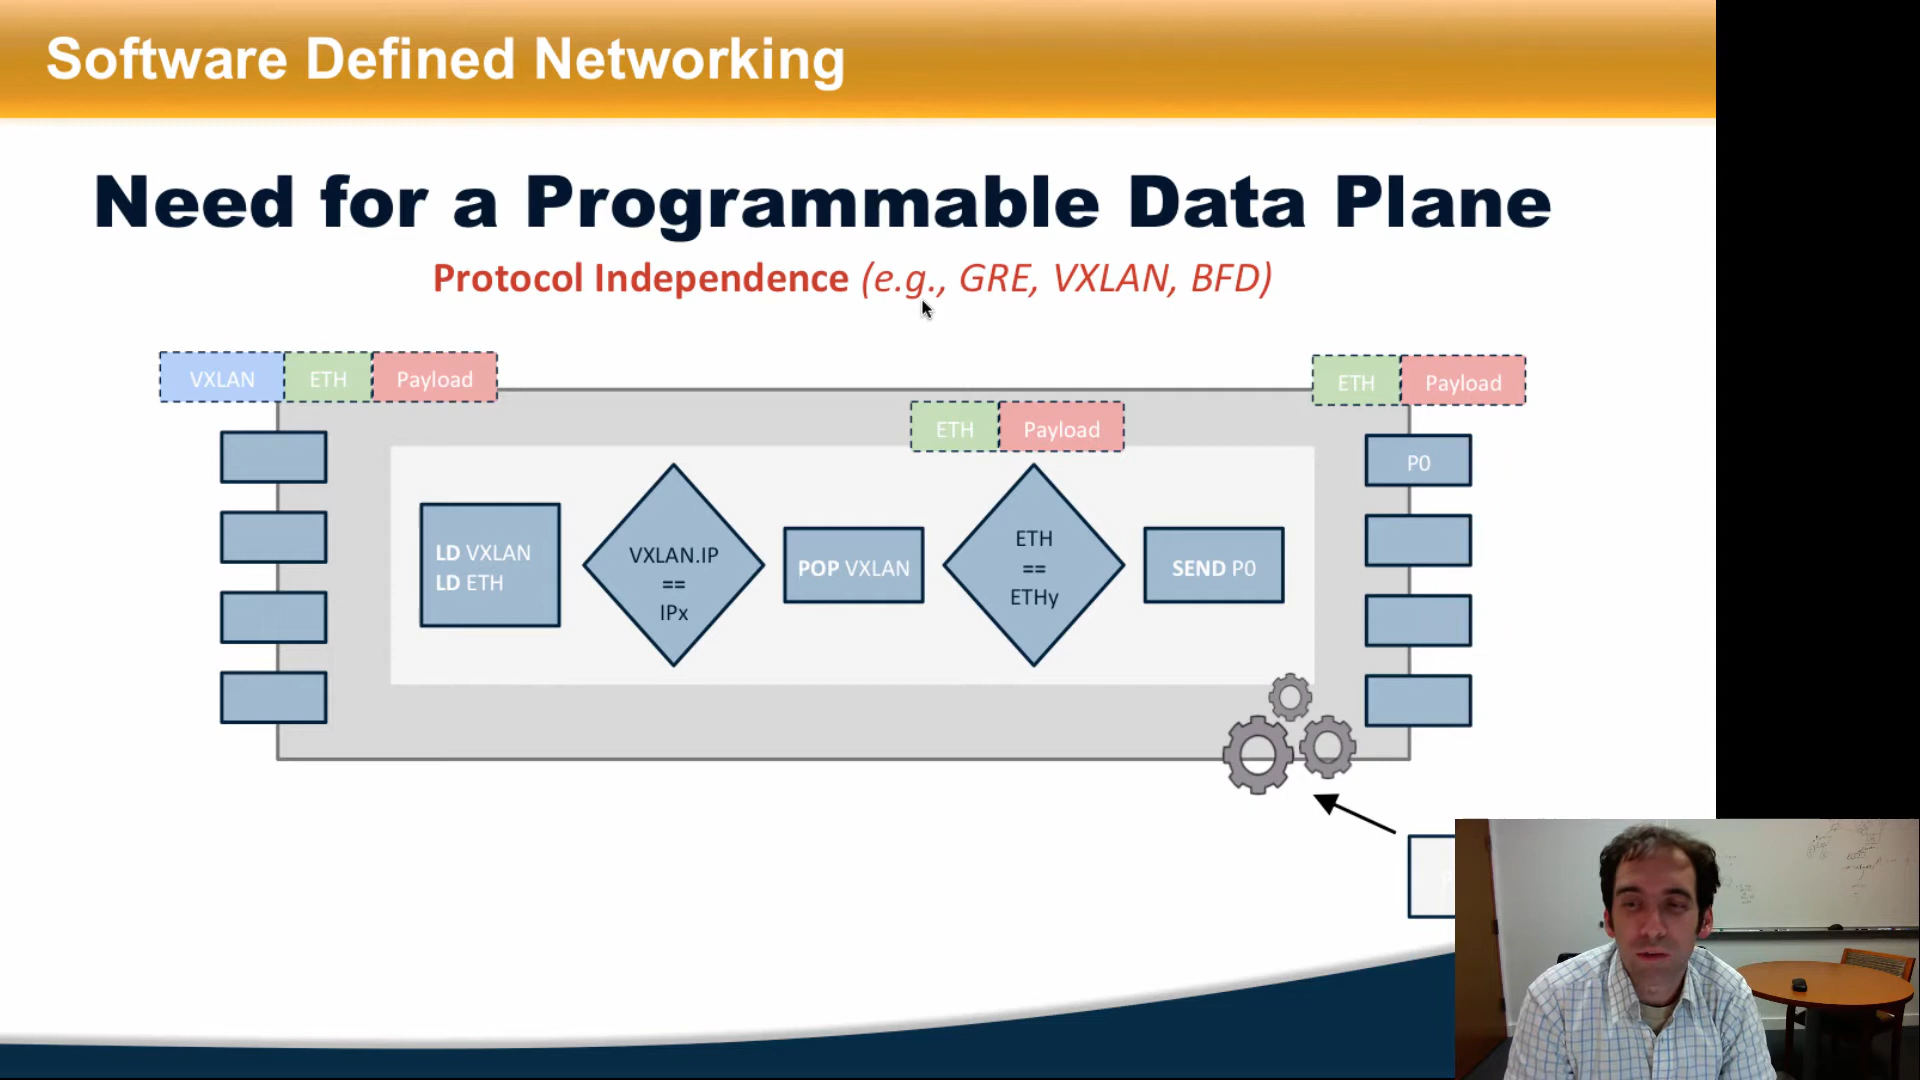 Software Defined Networking
Need for a Programmable Data Plane
Protocol Independence (e.g., GRE, VXLAN, BFD)
VXLAN ETH Payload
ETH Payload
ETH Payload
P0
LD VXLAN
LD ETH
VXLAN.IP
==
IPx
POP VXLAN
ETH
==
ETHy
SEND P0